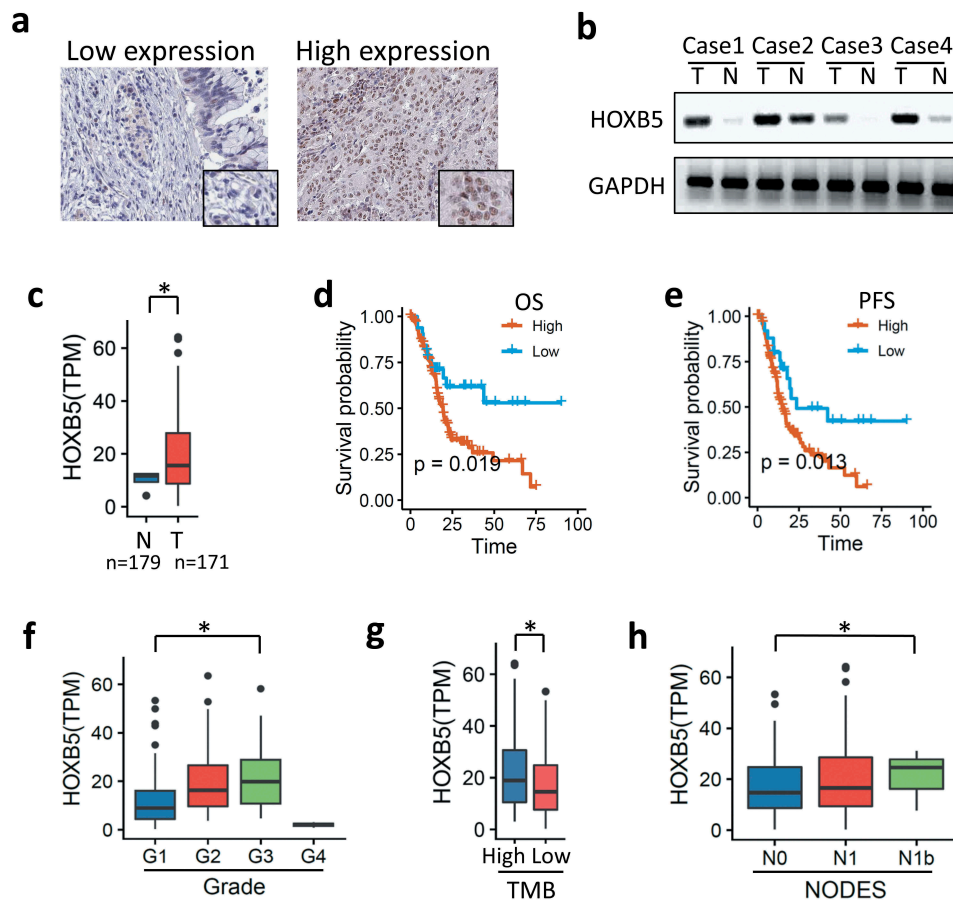 a
Low expression
High expression
b
Case1 Case2 Case3 Case4
T N T N T N T N
HOXB5
GAPDH
c
*
HOXB5(TPM)
60
40
20
0
N T
n=179 n=171
d
OS
Survival probability
1.00
0.75
0.50
0.25
0.00
High
Low
p = 0.019
0 25 50 75 100
Time
e
PFS
Survival probability
1.00
0.75
0.50
0.25
0.00
High
Low
p = 0.013
0 25 50 75 100
Time
f
*
HOXB5(TPM)
60
40
20
0
G1 G2 G3 G4
Grade
g
*
HOXB5(TPM)
60
40
20
0
High Low
TMB
h
*
HOXB5(TPM)
60
40
20
0
N0 N1 N1b
NODES